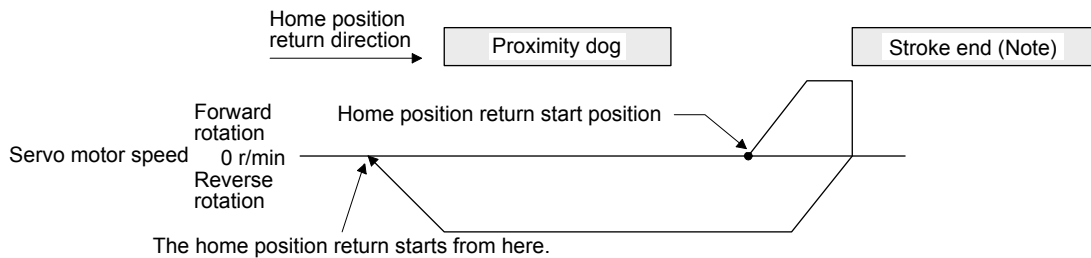 Home position
return direction
Proximity dog
Stroke end (Note)
Forward
rotation
Home position return start position
Servo motor speed 0 r/min
Reverse
rotation
The home position return starts from here.